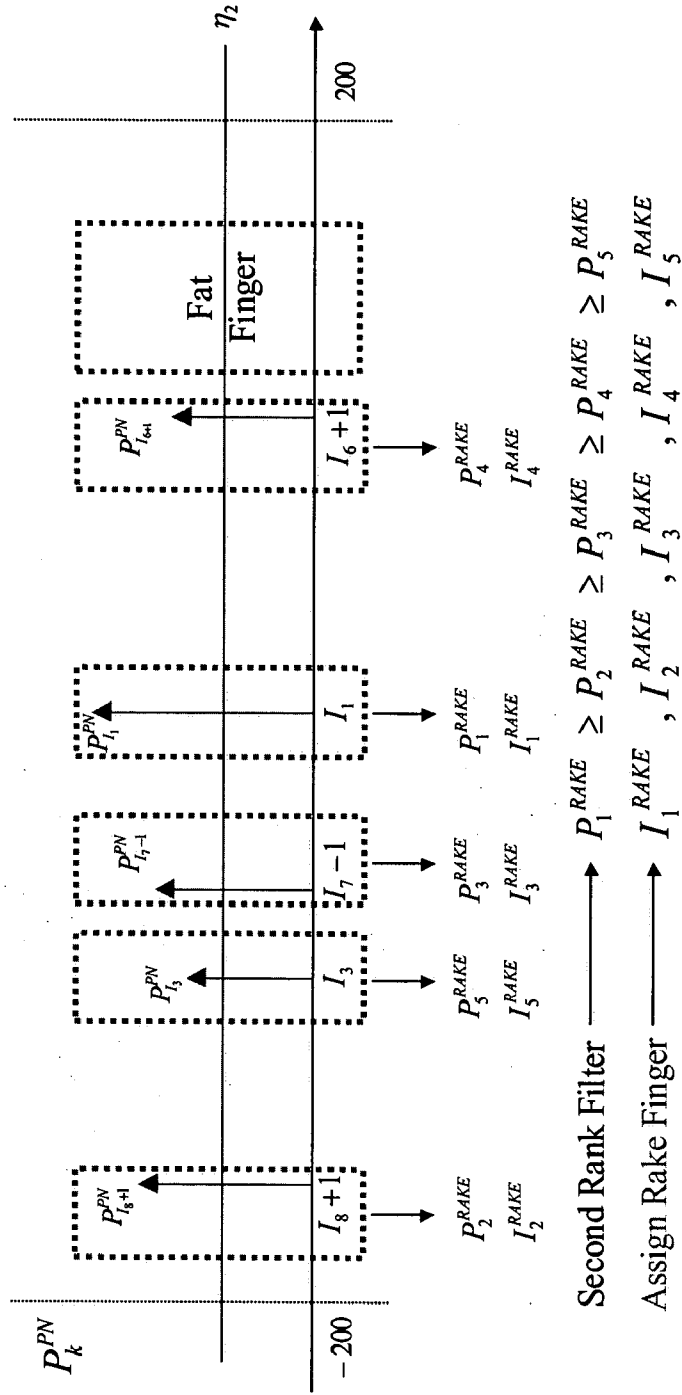 P_k^{PN}
η_2
P_{I_8+1}^{PN}
P_{I_3}^{PN}
P_{I_7-1}^{PN}
P_{I_1}^{PN}
P_{I_{6+1}}^{PN}
Fat
Finger
-200
I_8+1
I_3
I_7-1
I_1
I_6+1
200
P_2^{RAKE}
I_2^{RAKE}
P_5^{RAKE}
I_5^{RAKE}
P_3^{RAKE}
I_3^{RAKE}
P_1^{RAKE}
I_1^{RAKE}
P_4^{RAKE}
I_4^{RAKE}
Second Rank Filter → P_1^{RAKE} ≥ P_2^{RAKE} ≥ P_3^{RAKE} ≥ P_4^{RAKE} ≥ P_5^{RAKE}
Assign Rake Finger → I_1^{RAKE} , I_2^{RAKE} , I_3^{RAKE} , I_4^{RAKE} , I_5^{RAKE}